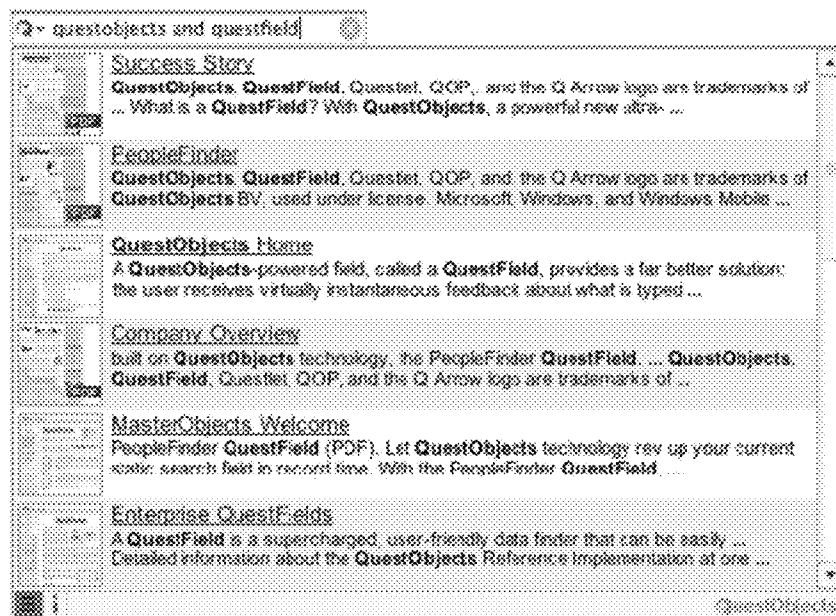 questobjects and questfield
Success Story
QuestObjects, QuestField, Questlet, QOP, and the Q Arrow logo are trademarks of
... What is a QuestField? With QuestObjects, a powerful new ultra- ...
PeopleFinder
QuestObjects, QuestField, Questlet, QOP, and the Q Arrow logo are trademarks of
QuestObjects BV, used under license. Microsoft, Windows, and Windows Mobile ...
QuestObjects Home
A QuestObjects-powered field, called a QuestField, provides a far better solution:
the user receives virtually instantaneous feedback about what is typed ...
Company Overview
built on QuestObjects technology, the PeopleFinder QuestField. ... QuestObjects,
QuestField, Questlet, QOP, and the Q Arrow logo are trademarks of ...
MasterObjects Welcome
PeopleFinder QuestField (PDF). Let QuestObjects technology rev up your current
static search field in record time. With the PeopleFinder QuestField, ...
Enterprise QuestFields
A QuestField is a supercharged, user-friendly data finder that can be easily ...
Detailed information about the QuestObjects Reference Implementation at one ...
QuestObjects